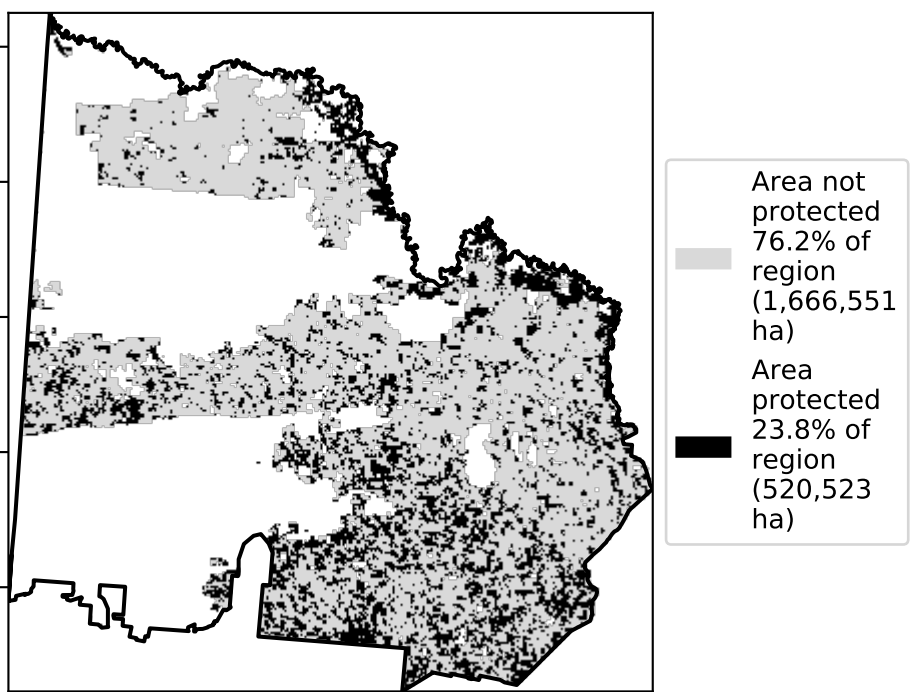 Area not
protected
76.2% of
region
(1,666,551
ha)
Area
protected
23.8% of
region
(520,523
ha)